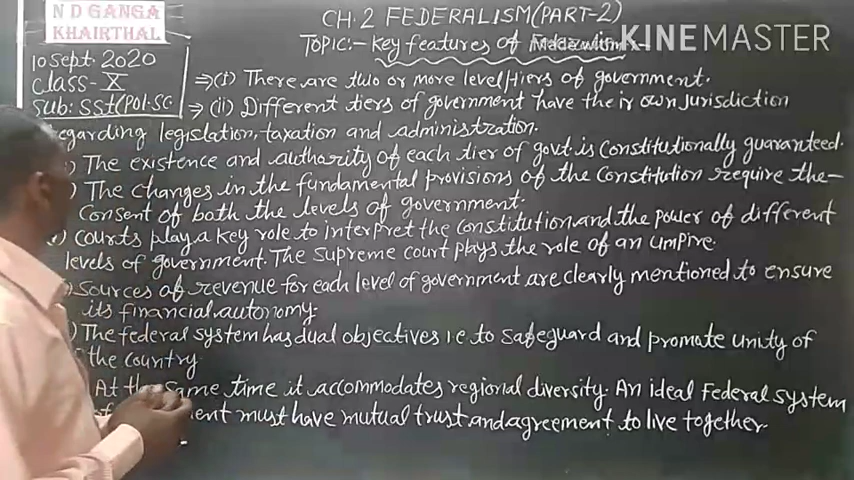 N D GANGA
KHAIRTHAL
CH.2 FEDERALISM (PART-2)
TOPIC:- Key features of Federalism:-
Made with KINEMASTER
10 Sept. 2020
Class - X
Sub: SSt (POL.SC.
⇒ (i) There are two or more level/tiers of government.
⇒ (ii) Different tiers of government have their own jurisdiction
regarding legislation, taxation and administration.
) The existence and authority of each tier of govt. is constitutionally guaranteed.
) The changes in the fundamental provisions of the constitution require the-
consent of both the levels of government.
) Courts play a key role to interpret the constitution and the power of different
levels of government. The supreme court plays the role of an umpire.
) Sources of revenue for each level of government are clearly mentioned to ensure
its financial autonomy.
) The federal system has dual objectives i.e to safeguard and promote unity of
the country.
At the same time it accommodates regional diversity. An ideal Federal system
must have mutual trust and agreement to live together.